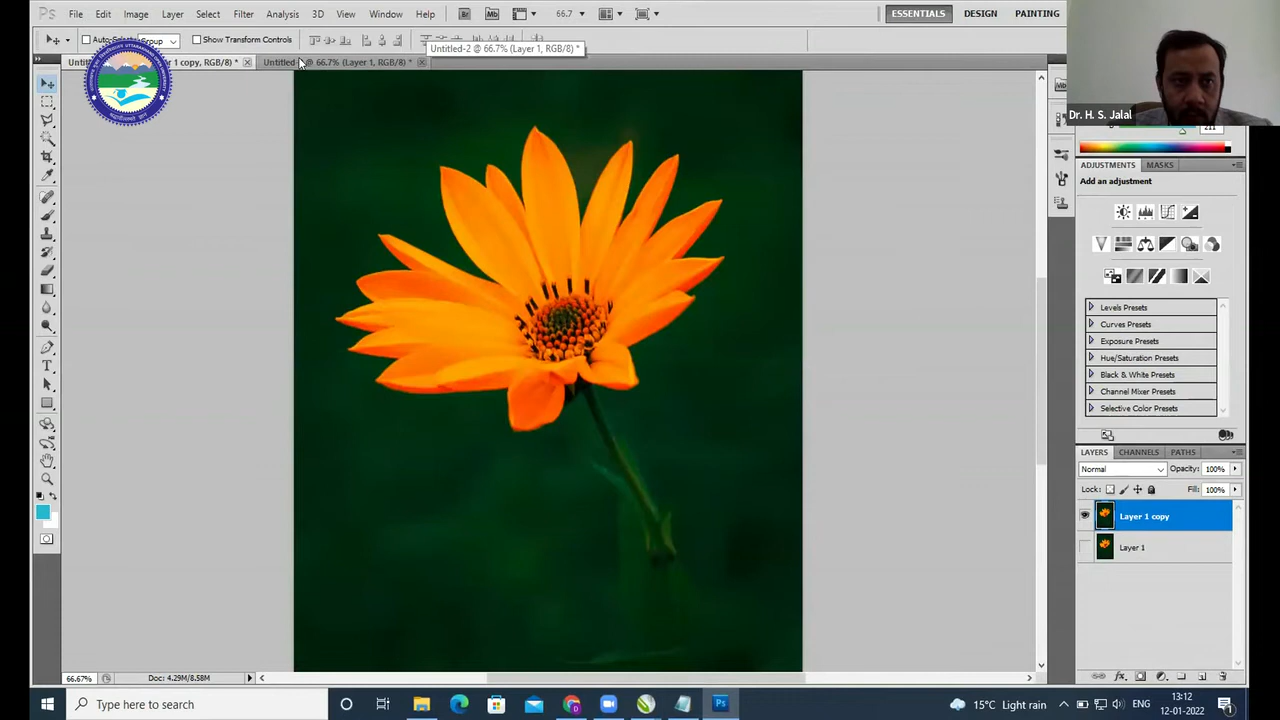 Ps File Edit Image Layer Select Filter Analysis 3D View Window Help Br Mb 66.7 ESSENTIALS DESIGN PAINTING
Show Transform Controls
Untitled-2 @ 66.7% (Layer 1, RGB/8) *
1 copy, RGB/8) * Untitled @ 66.7% (Layer 1, RGB/8) *
Dr. H. S. Jalal
211
ADJUSTMENTS MASKS
Add an adjustment
Levels Presets
Curves Presets
Exposure Presets
Hue/Saturation Presets
Black & White Presets
Channel Mixer Presets
Selective Color Presets
LAYERS CHANNELS PATHS
Normal Opacity: 100%
Lock: Fill: 100%
Layer 1 copy
Layer 1
66.67% Doc: 4.29M/8.58M
Type here to search
15°C Light rain
13:12
12-01-2022